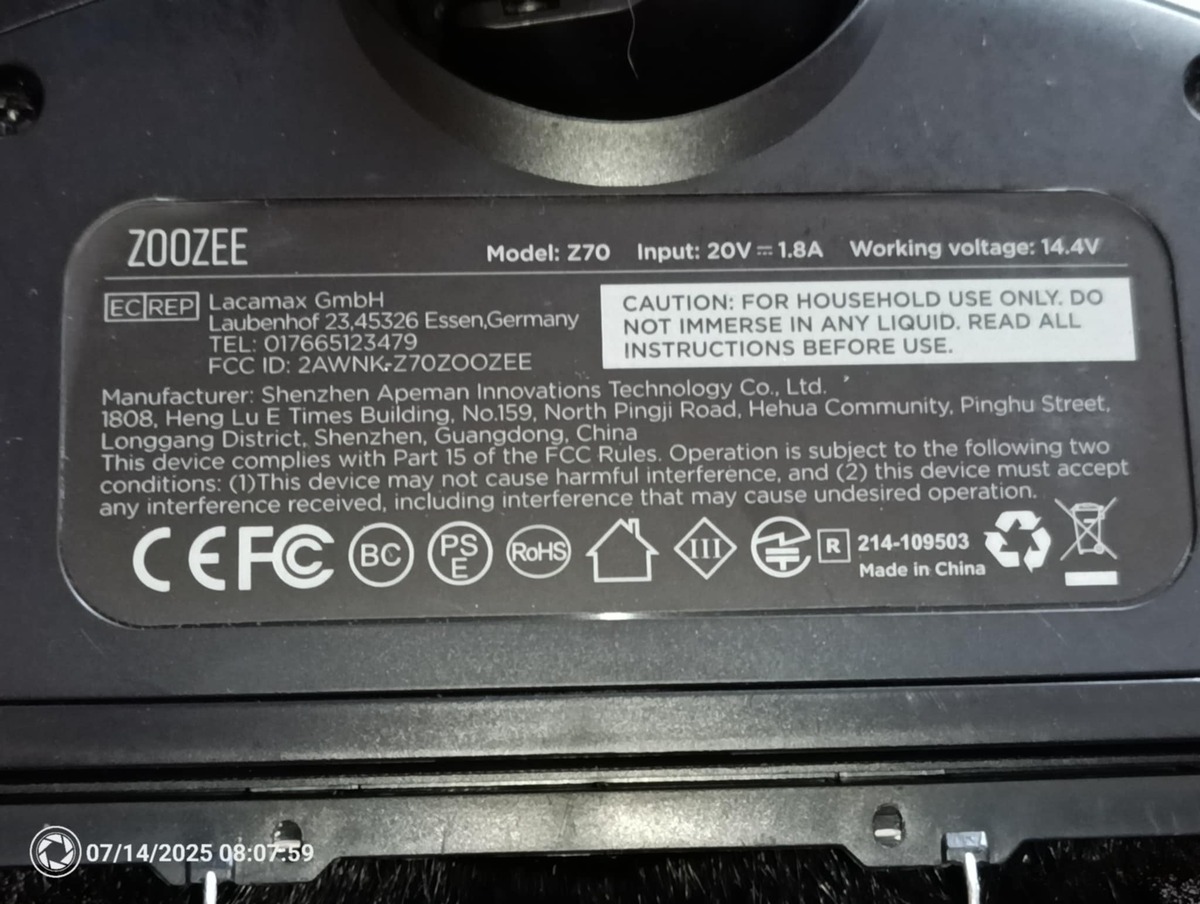 ZOOZEE
Model: Z70 Input: 20V⎓1.8A Working voltage: 14.4V
EC REP Lacamax GmbH
Laubenhof 23,45326 Essen,Germany
TEL: 017665123479
FCC ID: 2AWNK-Z70ZOOZEE
CAUTION: FOR HOUSEHOLD USE ONLY. DO
NOT IMMERSE IN ANY LIQUID. READ ALL
INSTRUCTIONS BEFORE USE.
Manufacturer: Shenzhen Apeman Innovations Technology Co., Ltd.
1808, Heng Lu E Times Building, No.159, North Pingji Road, Hehua Community, Pinghu Street,
Longgang District, Shenzhen, Guangdong, China
This device complies with Part 15 of the FCC Rules. Operation is subject to the following two
conditions: (1)This device may not cause harmful interference, and (2) this device must accept
any interference received, including interference that may cause undesired operation.
CE FCC BC PSE RoHS III R 214-109503
Made in China
07/14/2025 08:07:59